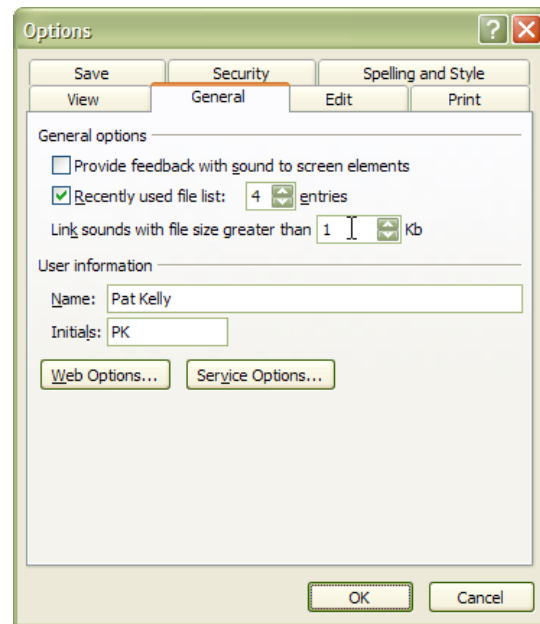 Options
Save Security Spelling and Style
View General Edit Print
General options
Provide feedback with sound to screen elements
Recently used file list: 4 entries
Link sounds with file size greater than 1 Kb
User information
Name: Pat Kelly
Initials: PK
Web Options... Service Options...
OK Cancel